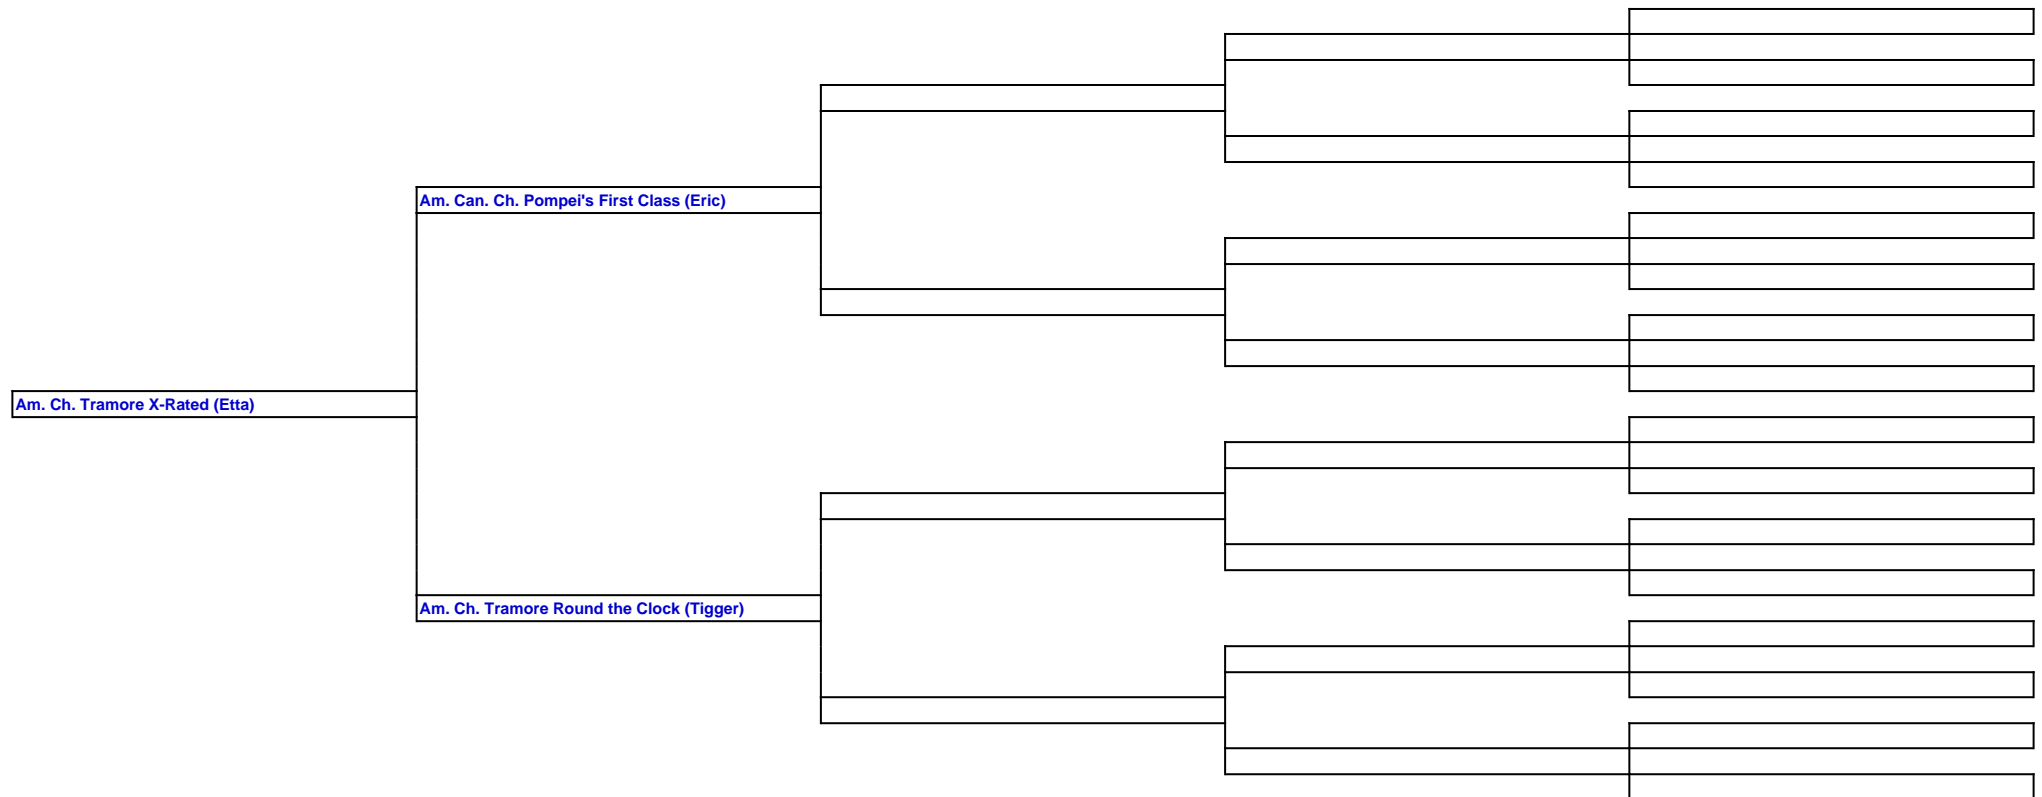 Am. Can. Ch. Pompei's First Class (Eric)
Am. Ch. Tramore X-Rated (Etta)
Am. Ch. Tramore Round the Clock (Tigger)